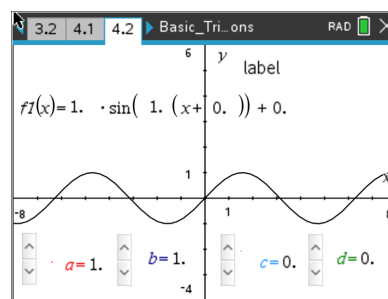 3.2 4.1 4.2 Basic_Tri…ons RAD
6 y
label
f1(x)=1. ·sin( 1. (x+ 0. )) + 0.
1
x
-8 1 8
a=1. b=1. c=0. d=0.
-4